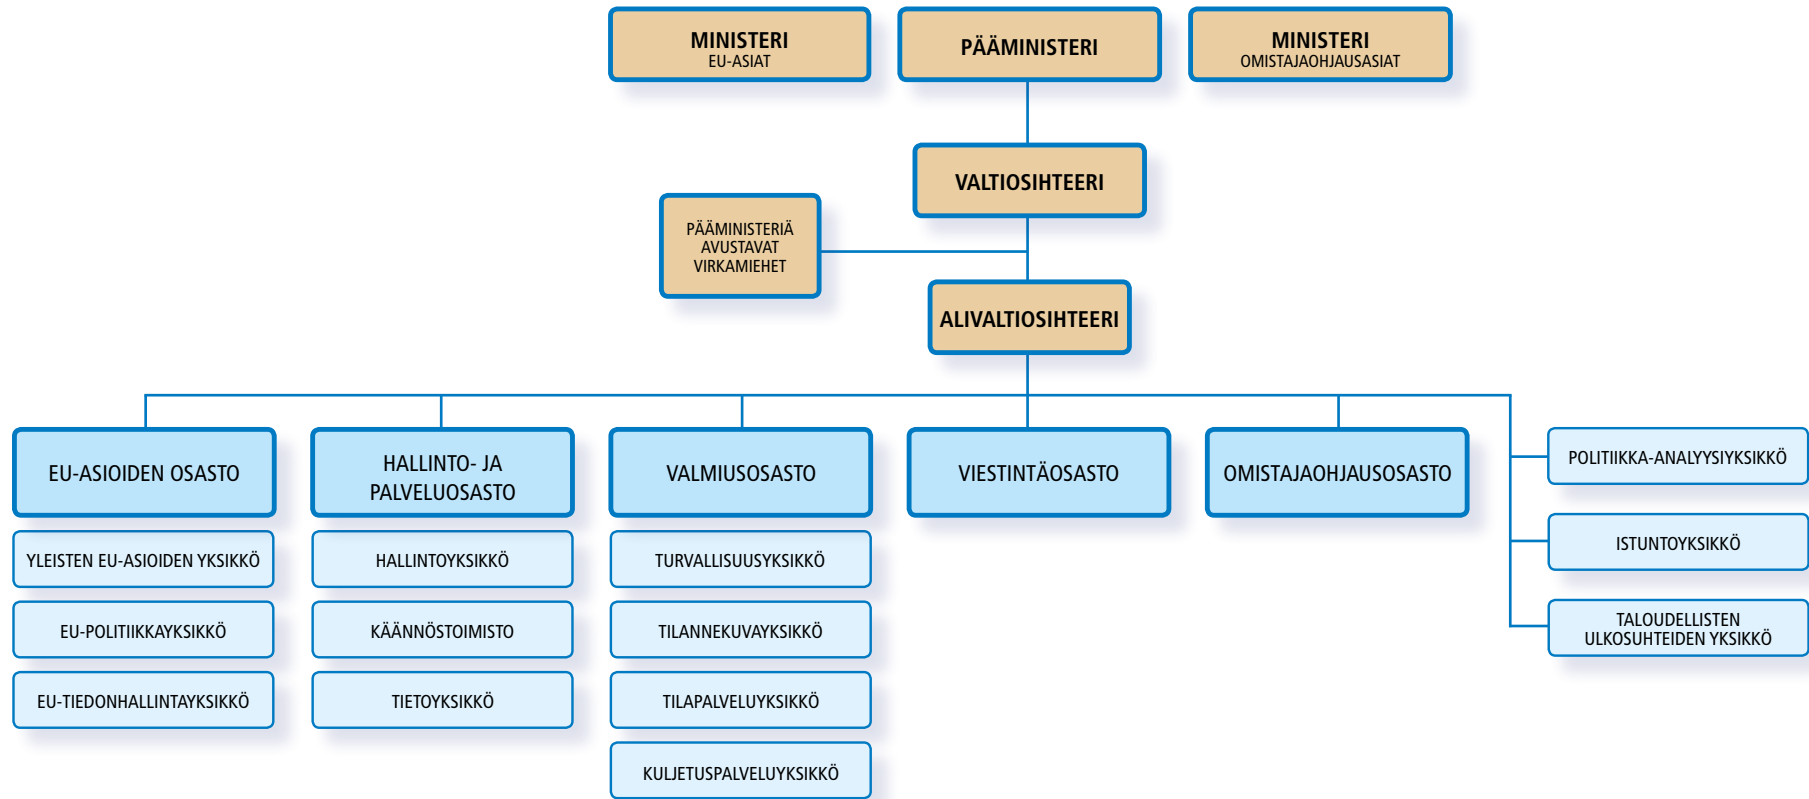 MINISTERI
EU-ASIAT
PÄÄMINISTERI
MINISTERI
OMISTAJAOHJAUSASIAT
VALTIOSIHTEERI
PÄÄMINISTERIÄ
AVUSTAVAT
VIRKAMIEHET
ALIVALTIOSIHTEERI
EU-ASIOIDEN OSASTO
YLEISTEN EU-ASIOIDEN YKSIKKÖ
EU-POLITIIKKAYKSIKKÖ
EU-TIEDONHALLINTAYKSIKKÖ
HALLINTO- JA
PALVELUOSASTO
HALLINTOYKSIKKÖ
KÄÄNNÖSTOIMISTO
TIETOYKSIKKÖ
VALMIUSOSASTO
TURVALLISUUSYKSIKKÖ
TILANNEKUVAYKSIKKÖ
TILAPALVELUYKSIKKÖ
KULJETUSPALVELUYKSIKKÖ
VIESTINTÄOSASTO
OMISTAJAOHJAUSOSASTO
POLITIIKKA-ANALYYSIYKSIKKÖ
ISTUNTOYKSIKKÖ
TALOUDELLISTEN
ULKOSUHTEIDEN YKSIKKÖ